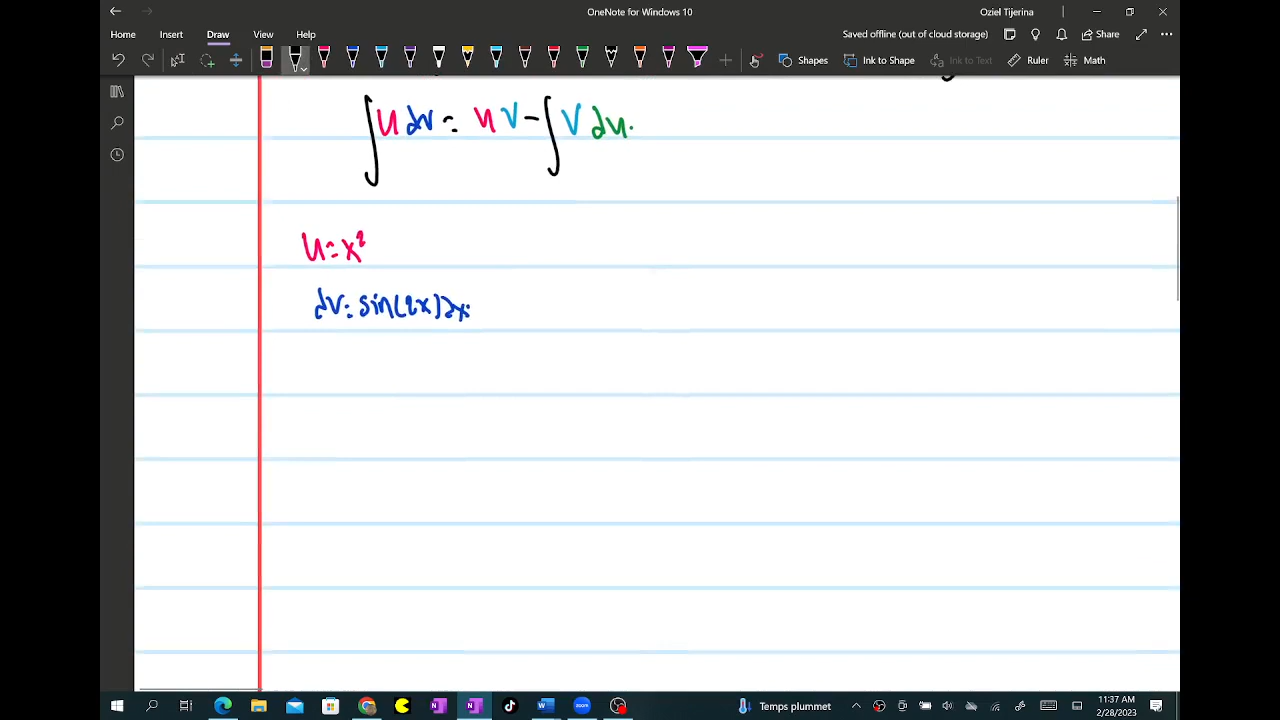 OneNote for Windows 10
Oziel Tijerina
Home Insert Draw View Help
Saved offline (out of cloud storage)
Share
Shapes
Ink to Shape
Ink to Text
Ruler
Math
∫u dv = uv - ∫v du.
u = x²
dv = sin(2x)dx
Temps plummet
11:37 AM
2/28/2023